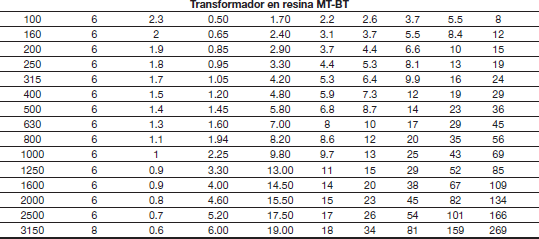 Transformador en resina MT-BT
100 6 2.3 0.50 1.70 2.2 2.6 3.7 5.5 8
160 6 2 0.65 2.40 3.1 3.7 5.5 8.4 12
200 6 1.9 0.85 2.90 3.7 4.4 6.6 10 15
250 6 1.8 0.95 3.30 4.4 5.3 8.1 13 19
315 6 1.7 1.05 4.20 5.3 6.4 9.9 16 24
400 6 1.5 1.20 4.80 5.9 7.3 12 19 29
500 6 1.4 1.45 5.80 6.8 8.7 14 23 36
630 6 1.3 1.60 7.00 8 10 17 29 45
800 6 1.1 1.94 8.20 8.6 12 20 35 56
1000 6 1 2.25 9.80 9.7 13 25 43 69
1250 6 0.9 3.30 13.00 11 15 29 52 85
1600 6 0.9 4.00 14.50 14 20 38 67 109
2000 6 0.8 4.60 15.50 15 23 45 82 134
2500 6 0.7 5.20 17.50 17 26 54 101 166
3150 8 0.6 6.00 19.00 18 34 81 159 269